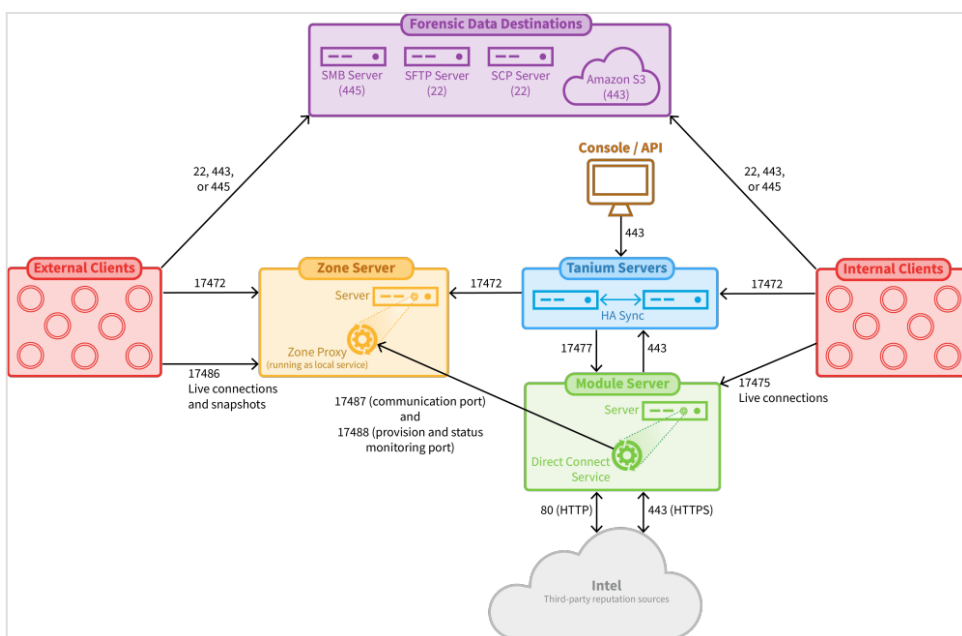 Forensic Data Destinations
SMB Server
(445)
SFTP Server
(22)
SCP Server
(22)
Amazon S3
(443)
Console / API
22, 443,
or 445
22, 443,
or 445
443
External Clients
Zone Server
Tanium Servers
Internal Clients
17472
Server
17472
HA Sync
17472
Zone Proxy
(running as local service)
17477
443
17486
Live connections
and snapshots
Module Server
17475
Live connections
17487 (communication port)
and
17488 (provision and status
monitoring port)
Server
Direct Connect
Service
80 (HTTP)
443 (HTTPS)
Intel
Third-party reputation sources